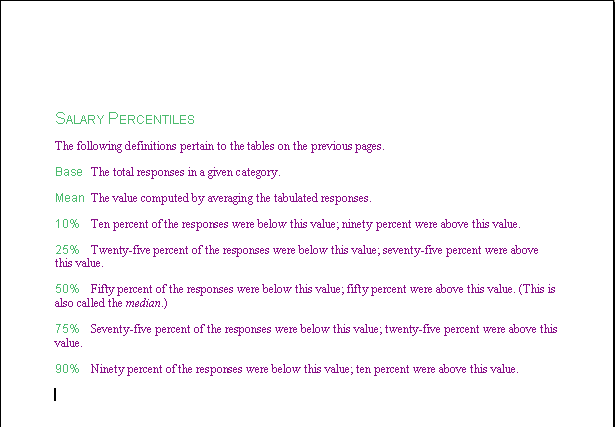 SALARY PERCENTILES
The following definitions pertain to the tables on the previous pages.
Base The total responses in a given category.
Mean The value computed by averaging the tabulated responses.
10% Ten percent of the responses were below this value; ninety percent were above this value.
25% Twenty-five percent of the responses were below this value; seventy-five percent were above
this value.
50% Fifty percent of the responses were below this value; fifty percent were above this value. (This is
also called the median.)
75% Seventy-five percent of the responses were below this value; twenty-five percent were above this
value.
90% Ninety percent of the responses were below this value; ten percent were above this value.